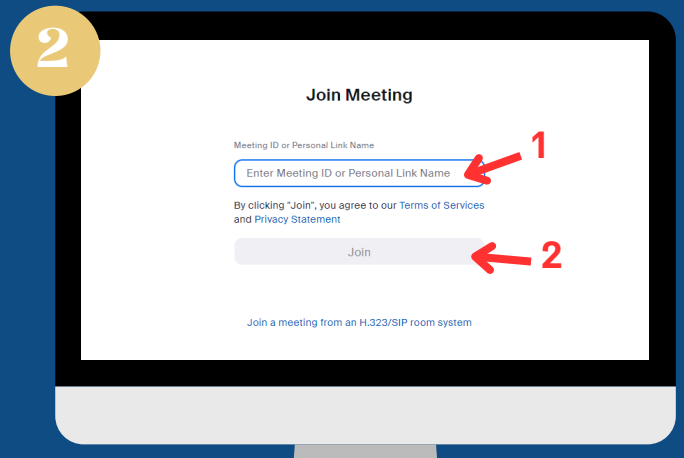 2
Join Meeting
Meeting ID or Personal Link Name
1
Enter Meeting ID or Personal Link Name
By clicking "Join", you agree to our Terms of Services
and Privacy Statement
Join
2
Join a meeting from an H.323/SIP room system